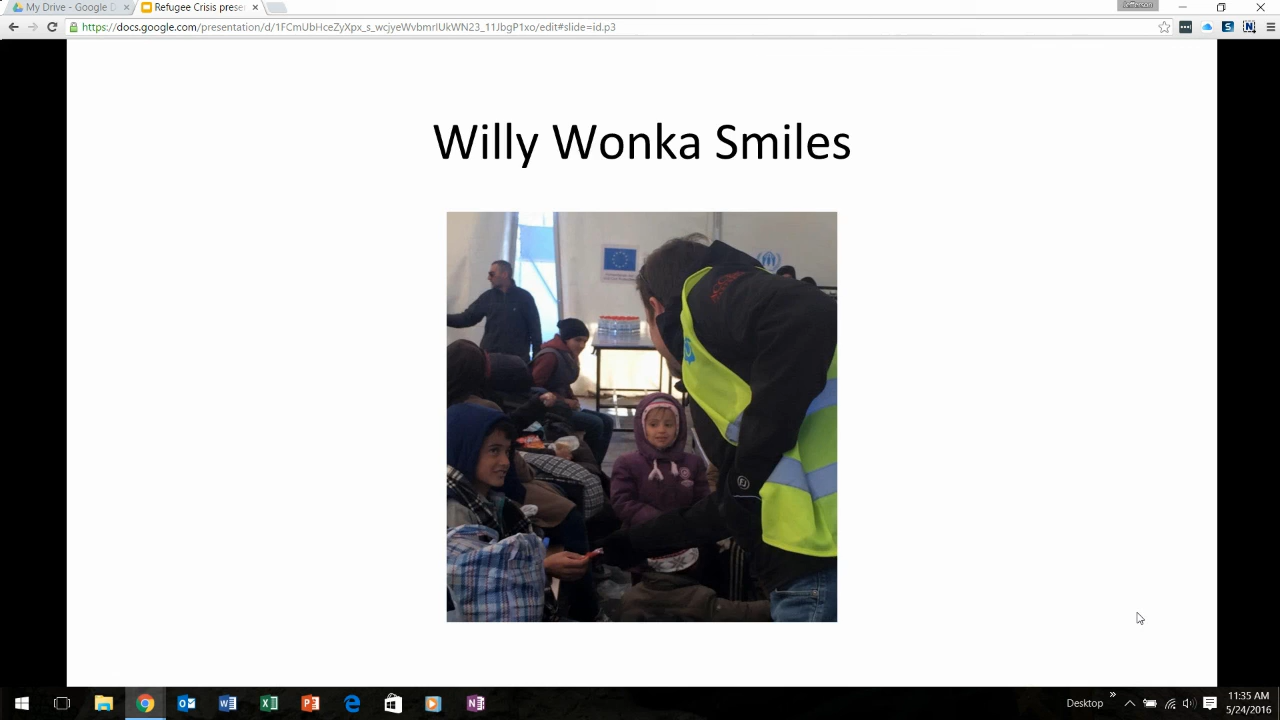 My Drive - Google D
Refugee Crisis prese
https://docs.google.com/presentation/d/1FCmUbHceZyXpx_s_wcjyeWvbmrIUkWN23_11JbgP1xo/edit#slide=id.p3
Willy Wonka Smiles
Desktop
11:35 AM
5/24/2016